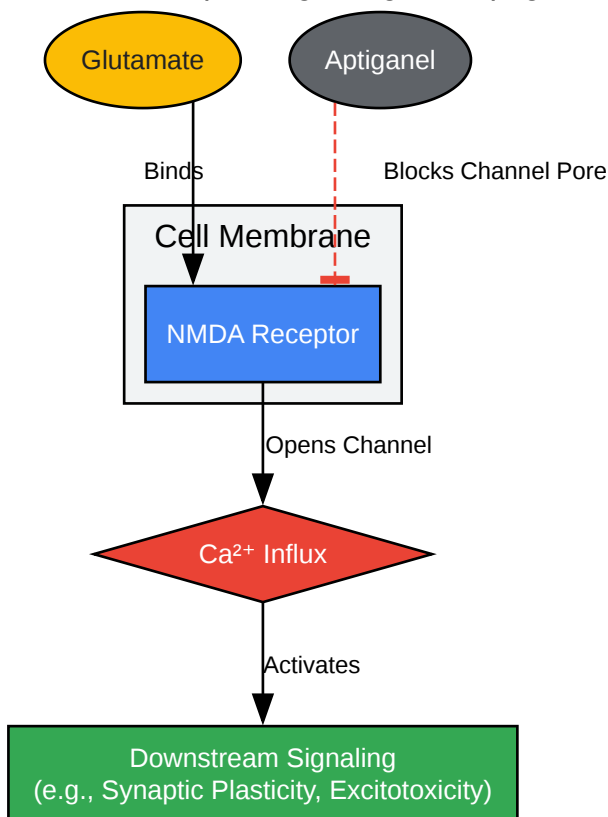 Glutamate
Aptiganel
Binds
Blocks Channel Pore
Cell Membrane
NMDA Receptor
Opens Channel
Ca²⁺ Influx
Activates
Downstream Signaling
(e.g., Synaptic Plasticity, Excitotoxicity)